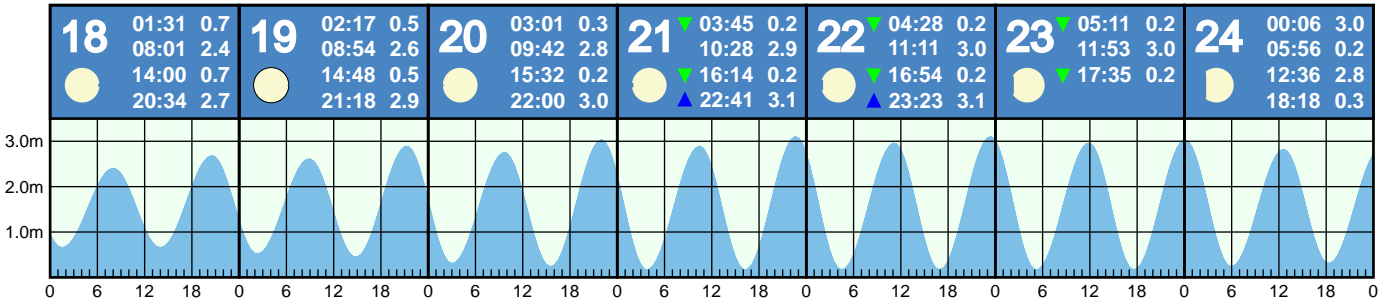 18 01:31 0.7
08:01 2.4
14:00 0.7
20:34 2.7
19 02:17 0.5
08:54 2.6
14:48 0.5
21:18 2.9
20 03:01 0.3
09:42 2.8
15:32 0.2
22:00 3.0
21 ▼ 03:45 0.2
10:28 2.9
▼ 16:14 0.2
▲ 22:41 3.1
22 ▼ 04:28 0.2
11:11 3.0
▼ 16:54 0.2
▲ 23:23 3.1
23 ▼ 05:11 0.2
11:53 3.0
▼ 17:35 0.2
24 00:06 3.0
05:56 0.2
12:36 2.8
18:18 0.3
3.0m
2.0m
1.0m
0 6 12 18 0 6 12 18 0 6 12 18 0 6 12 18 0 6 12 18 0 6 12 18 0 6 12 18 0